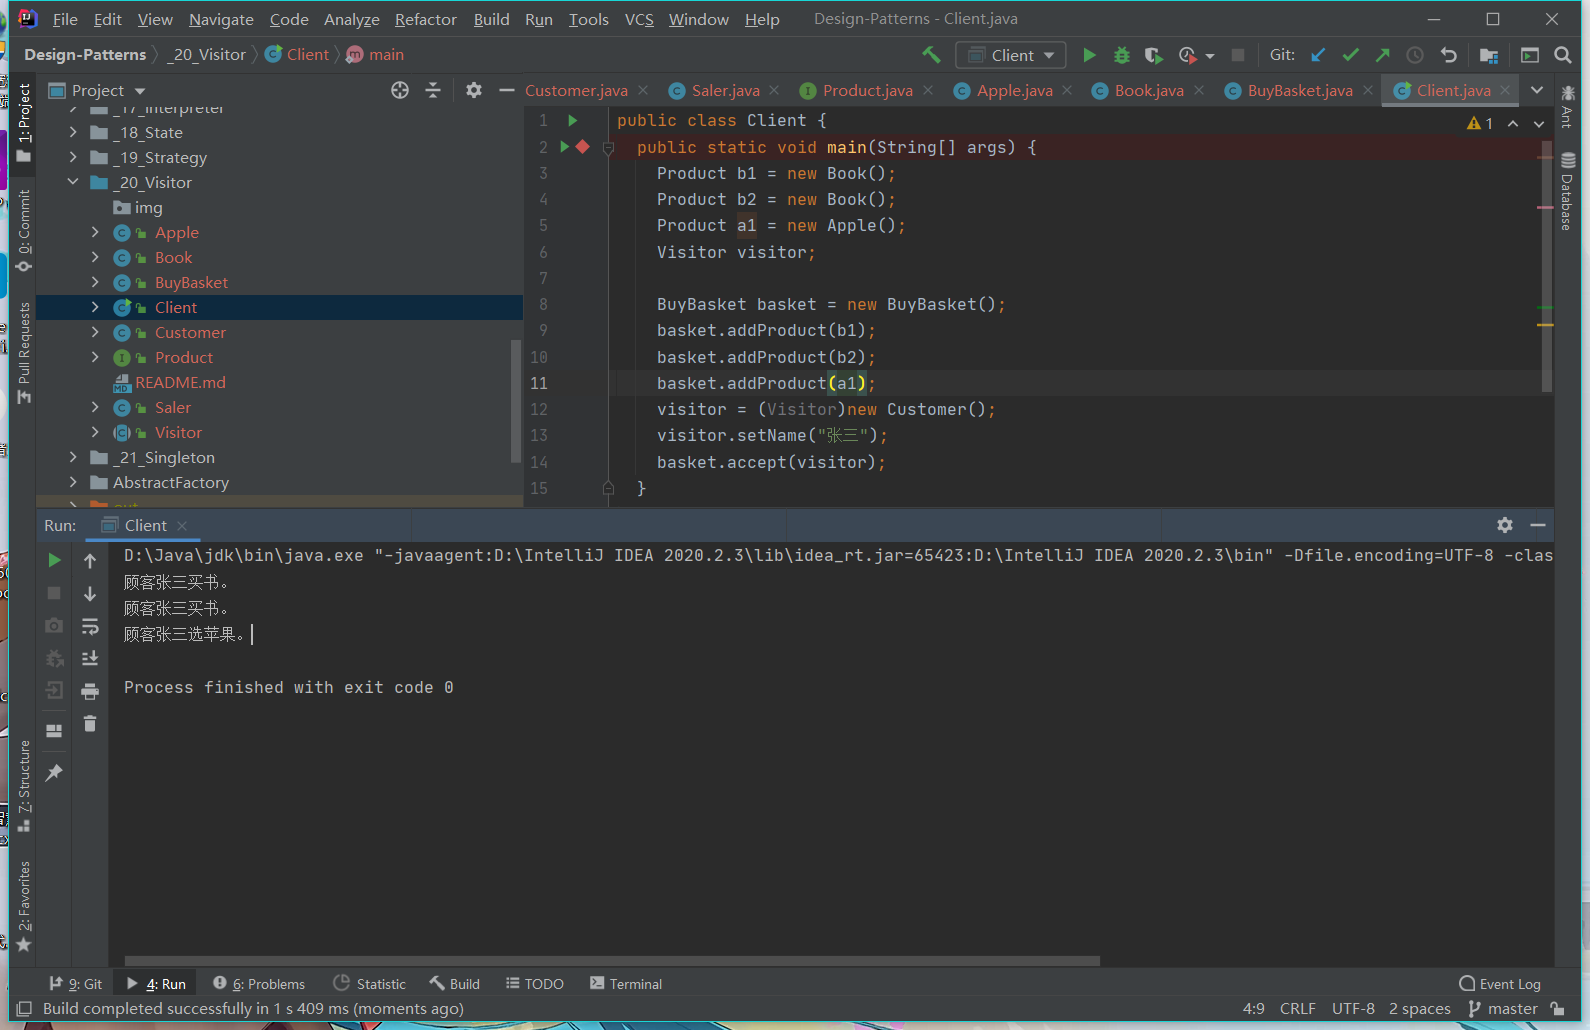 File Edit View Navigate Code Analyze Refactor Build Run Tools VCS Window Help Design-Patterns - Client.java
Design-Patterns _20_Visitor Client main Client Git:
Project
Customer.java Saler.java Product.java Apple.java Book.java BuyBasket.java Client.java
1: Project
0: Commit
Pull Requests
7: Structure
2: Favorites
_17_Interpreter
_18_State
_19_Strategy
_20_Visitor
img
Apple
Book
BuyBasket
Client
Customer
Product
README.md
Saler
Visitor
_21_Singleton
AbstractFactory
out
1 public class Client {
2 public static void main(String[] args) {
3 Product b1 = new Book();
4 Product b2 = new Book();
5 Product a1 = new Apple();
6 Visitor visitor;
7
8 BuyBasket basket = new BuyBasket();
9 basket.addProduct(b1);
10 basket.addProduct(b2);
11 basket.addProduct(a1);
12 visitor = (Visitor)new Customer();
13 visitor.setName("张三");
14 basket.accept(visitor);
15 }
1
Ant
Database
Run: Client
D:\Java\jdk\bin\java.exe "-javaagent:D:\IntelliJ IDEA 2020.2.3\lib\idea_rt.jar=65423:D:\IntelliJ IDEA 2020.2.3\bin" -Dfile.encoding=UTF-8 -clas
顾客张三买书。
顾客张三买书。
顾客张三选苹果。
Process finished with exit code 0
9: Git 4: Run 6: Problems Statistic Build TODO Terminal Event Log
Build completed successfully in 1 s 409 ms (moments ago) 4:9 CRLF UTF-8 2 spaces master